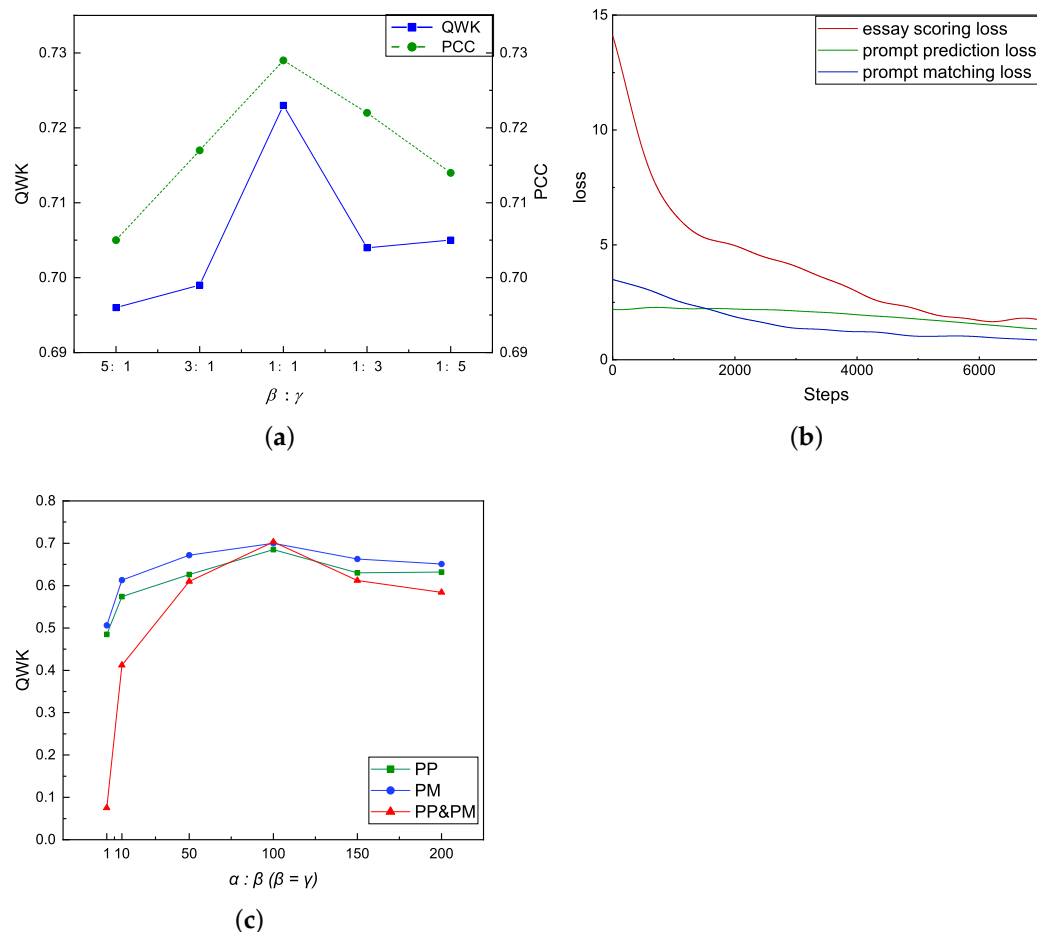 QWK
PCC
0.73
0.72
0.71
0.70
0.69
QWK
0.73
0.72
0.71
0.70
0.69
PCC
5: 1
3: 1
1: 1
1: 3
1: 5
β : γ
(a)
essay scoring loss
prompt prediction loss
prompt matching loss
15
10
5
0
loss
0
2000
4000
6000
Steps
(b)
0.8
0.7
0.6
0.5
0.4
0.3
0.2
0.1
0.0
QWK
PP
PM
PP&PM
1
10
50
100
150
200
α : β (β = γ)
(c)